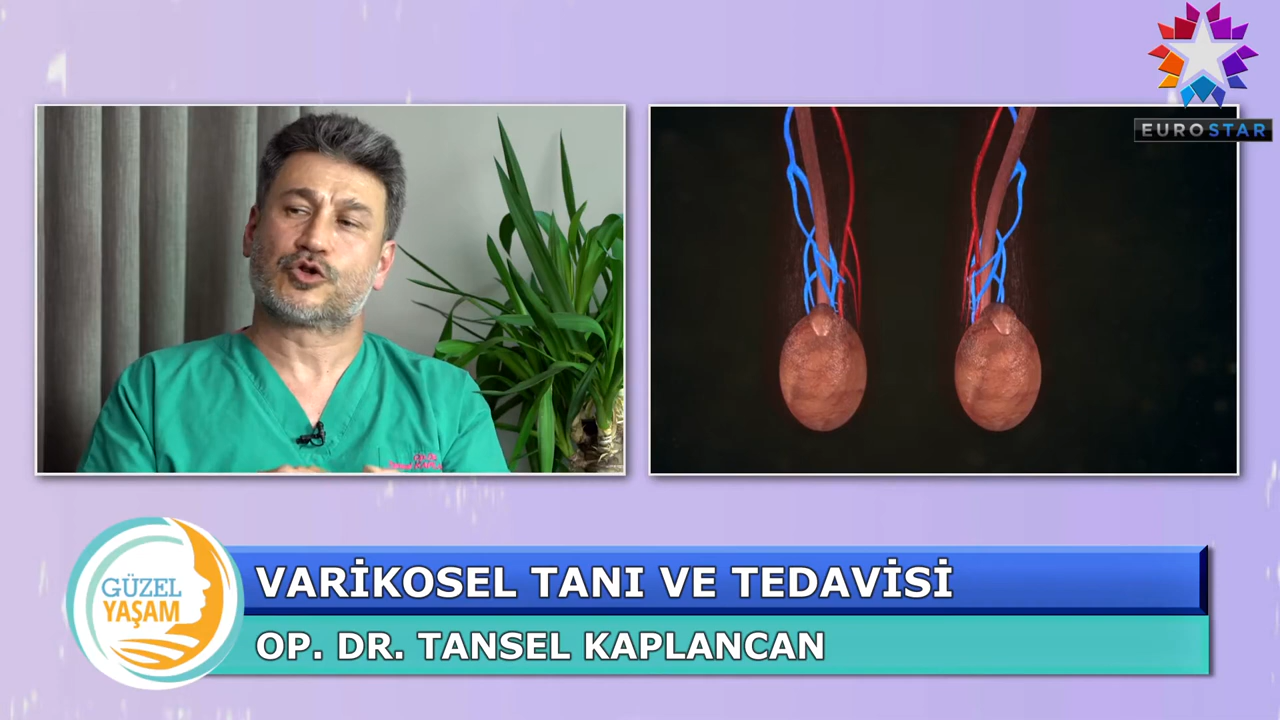 EUROSTAR
GÜZEL
YAŞAM
VARİKOSEL TANI VE TEDAVİSİ
OP. DR. TANSEL KAPLANCAN